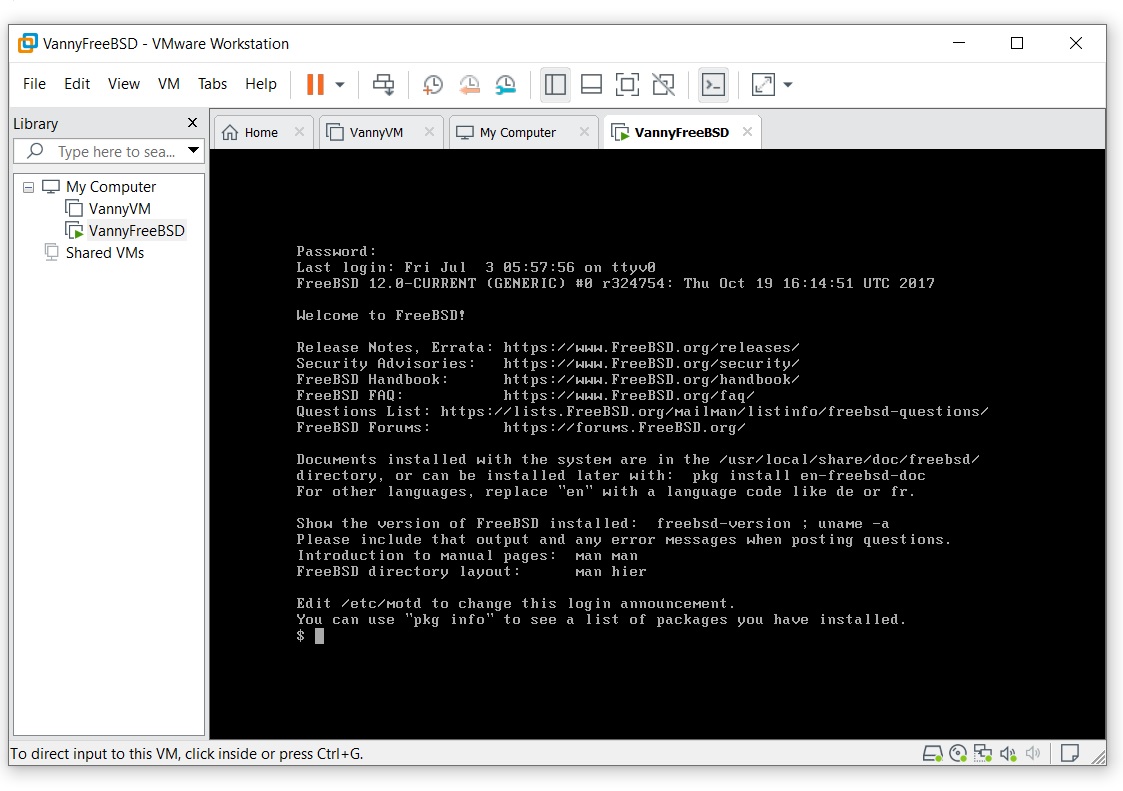 VannyFreeBSD - VMware Workstation
File Edit View VM Tabs Help
Library
Home VannyVM My Computer VannyFreeBSD
Type here to sea...
My Computer
VannyVM
VannyFreeBSD
Shared VMs
Password:
Last login: Fri Jul  3 05:57:56 on ttyv0
FreeBSD 12.0-CURRENT (GENERIC) #0 r324754: Thu Oct 19 16:14:51 UTC 2017
Welcome to FreeBSD!
Release Notes, Errata: https://www.FreeBSD.org/releases/
Security Advisories:   https://www.FreeBSD.org/security/
FreeBSD Handbook:      https://www.FreeBSD.org/handbook/
FreeBSD FAQ:           https://www.FreeBSD.org/faq/
Questions List: https://lists.FreeBSD.org/mailman/listinfo/freebsd-questions/
FreeBSD Forums:        https://forums.FreeBSD.org/
Documents installed with the system are in the /usr/local/share/doc/freebsd/
directory, or can be installed later with:  pkg install en-freebsd-doc
For other languages, replace "en" with a language code like de or fr.
Show the version of FreeBSD installed:  freebsd-version ; uname -a
Please include that output and any error messages when posting questions.
Introduction to manual pages:  man man
FreeBSD directory layout:      man hier
Edit /etc/motd to change this login announcement.
You can use "pkg info" to see a list of packages you have installed.
$
To direct input to this VM, click inside or press Ctrl+G.